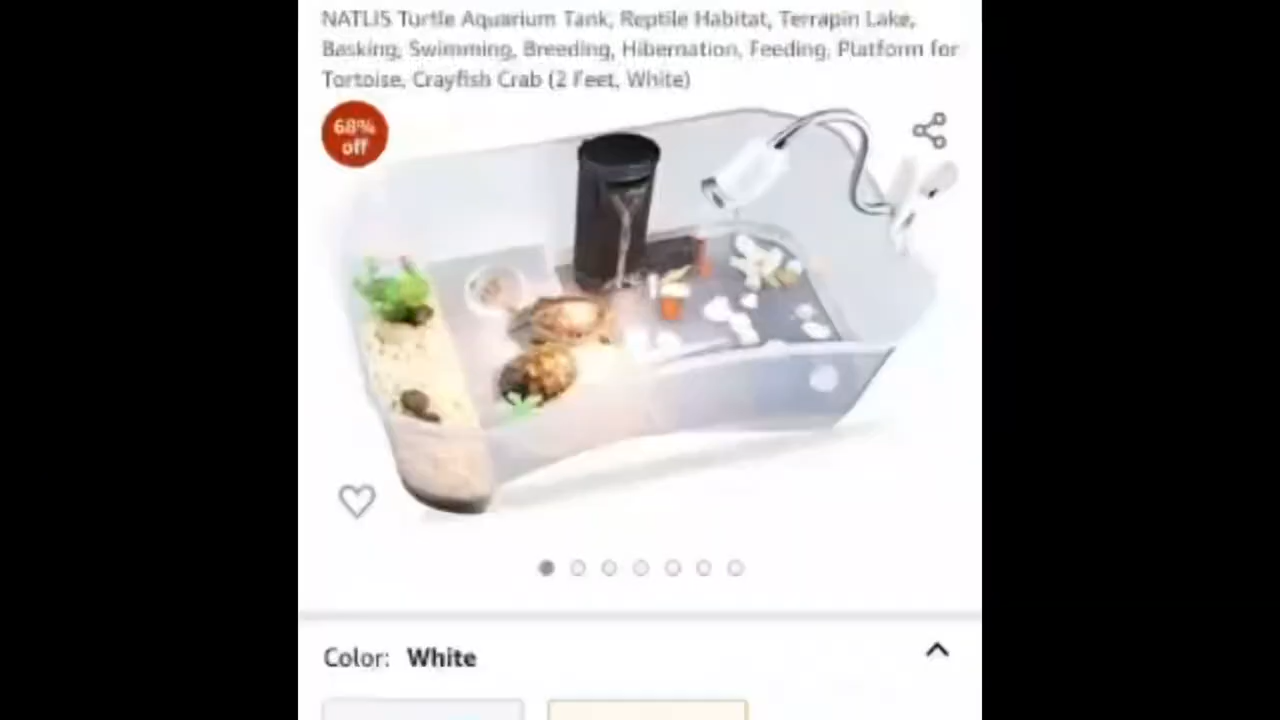 NATLIS Turtle Aquarium Tank, Reptile Habitat, Terrapin Lake,
Basking, Swimming, Breeding, Hibernation, Feeding, Platform for
Tortoise, Crayfish Crab (2 Feet, White)
68%
off
Color: White